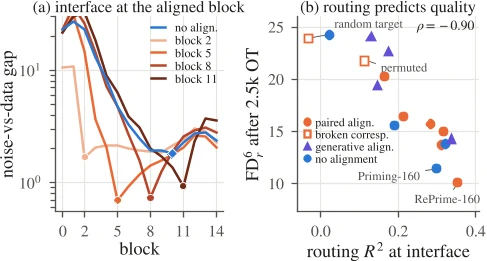 (a) interface at the aligned block
noise-vs-data gap
10¹
10⁰
no align.
block 2
block 5
block 8
block 11
0 2 5 8 11 14
block
(b) routing predicts quality
random target
ρ = −0.90
permuted
paired align.
broken corresp.
generative align.
no alignment
Priming-160
RePrime-160
FD⁶ᵣ after 2.5k OT
25
20
15
10
0.0 0.2 0.4
routing R² at interface